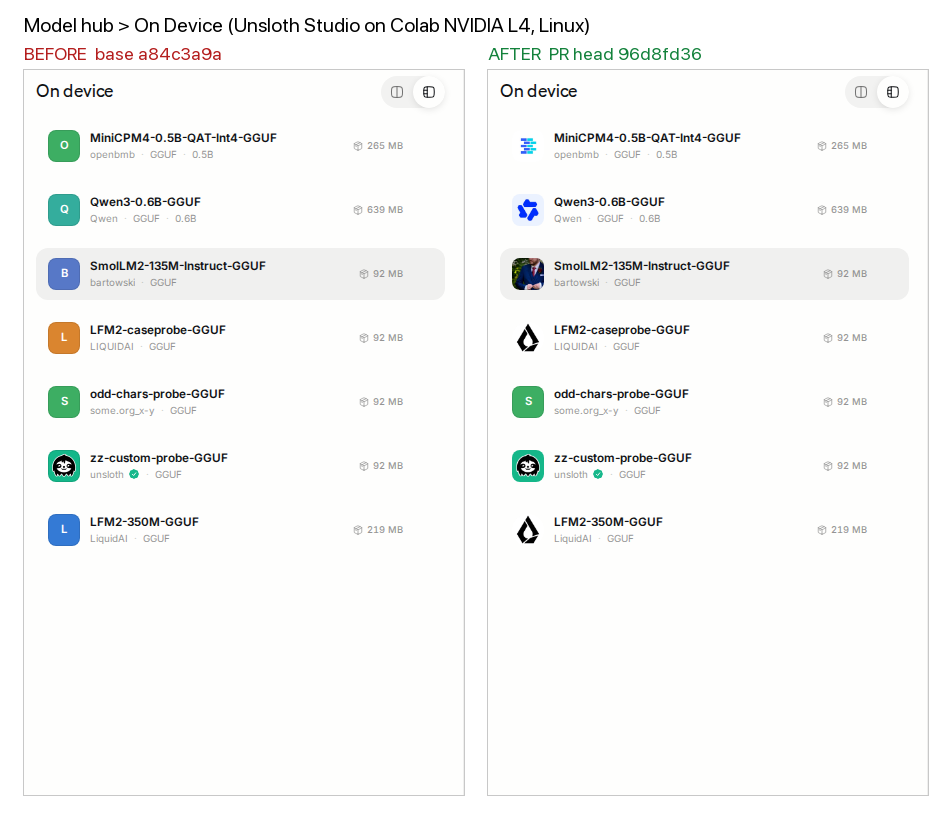 Model hub > On Device (Unsloth Studio on Colab NVIDIA L4, Linux)
BEFORE base a84c3a9a
On device
O MiniCPM4-0.5B-QAT-Int4-GGUF
openbmb · GGUF · 0.5B 265 MB
Q Qwen3-0.6B-GGUF
Qwen · GGUF · 0.6B 639 MB
B SmolLM2-135M-Instruct-GGUF
bartowski · GGUF 92 MB
L LFM2-caseprobe-GGUF
LIQUIDAI · GGUF 92 MB
S odd-chars-probe-GGUF
some.org_x-y · GGUF 92 MB
zz-custom-probe-GGUF
unsloth · GGUF 92 MB
L LFM2-350M-GGUF
LiquidAI · GGUF 219 MB
AFTER PR head 96d8fd36
On device
MiniCPM4-0.5B-QAT-Int4-GGUF
openbmb · GGUF · 0.5B 265 MB
Qwen3-0.6B-GGUF
Qwen · GGUF · 0.6B 639 MB
SmolLM2-135M-Instruct-GGUF
bartowski · GGUF 92 MB
LFM2-caseprobe-GGUF
LIQUIDAI · GGUF 92 MB
S odd-chars-probe-GGUF
some.org_x-y · GGUF 92 MB
zz-custom-probe-GGUF
unsloth · GGUF 92 MB
LFM2-350M-GGUF
LiquidAI · GGUF 219 MB